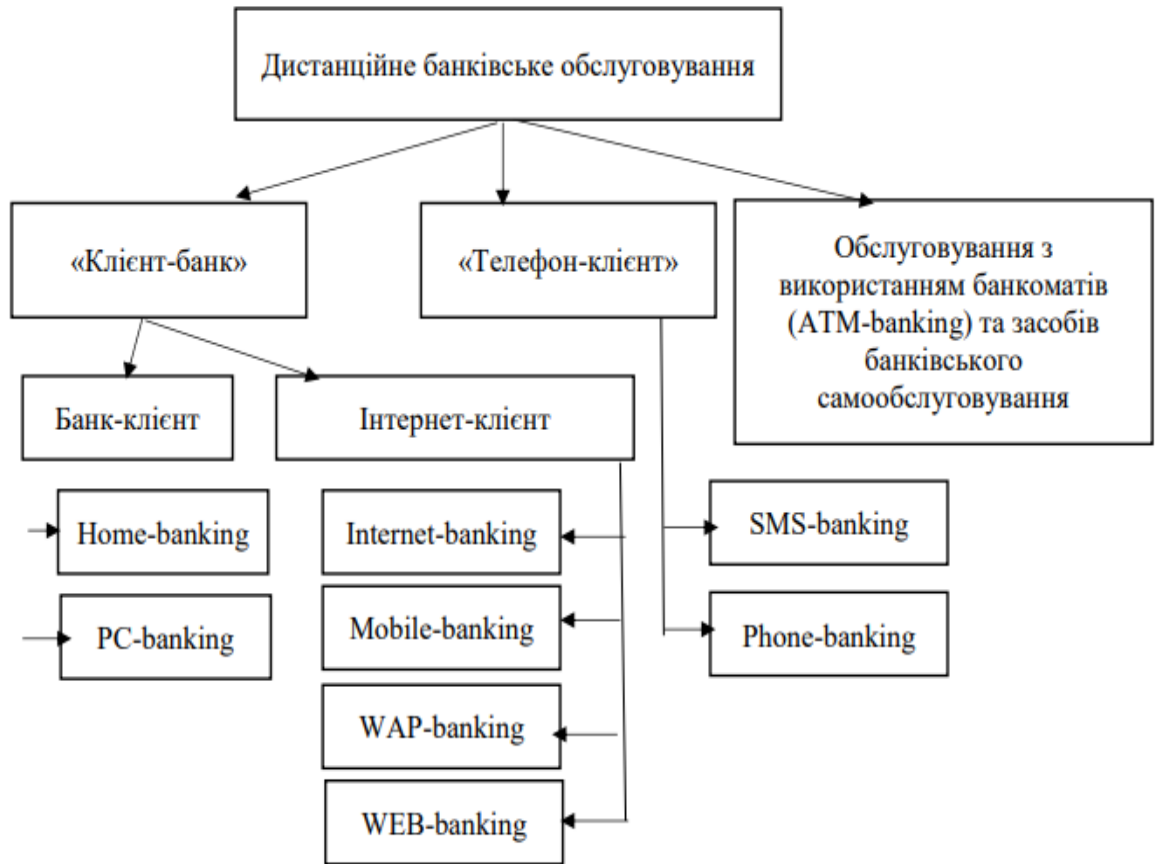 Дистанційне банківське обслуговування
«Клієнт-банк»
«Телефон-клієнт»
Обслуговування з
використанням банкоматів
(ATM-banking) та засобів
банківського
самообслуговування
Банк-клієнт
Інтернет-клієнт
Home-banking
Internet-banking
SMS-banking
PC-banking
Mobile-banking
Phone-banking
WAP-banking
WEB-banking